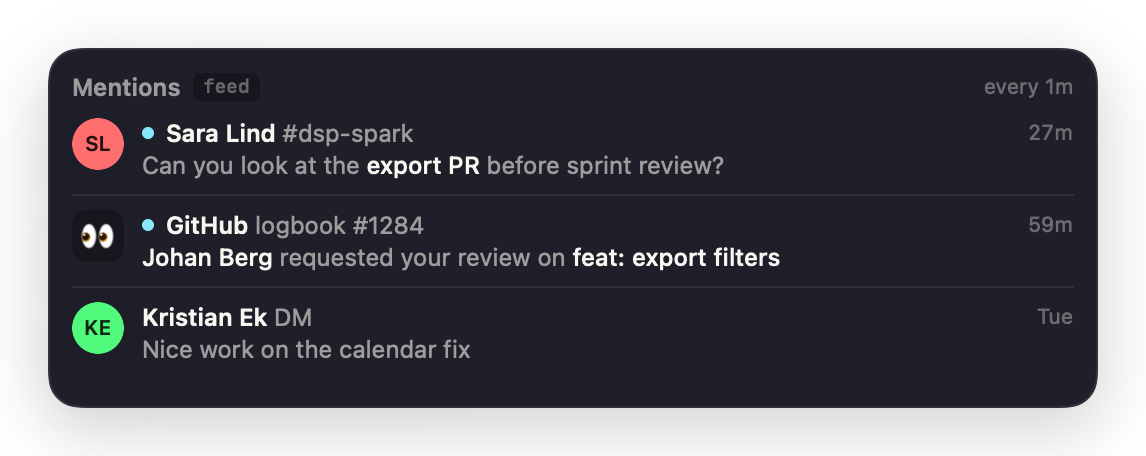 Mentions feed every 1m
SL Sara Lind #dsp-spark 27m
Can you look at the export PR before sprint review?
GitHub logbook #1284 59m
Johan Berg requested your review on feat: export filters
KE Kristian Ek DM Tue
Nice work on the calendar fix